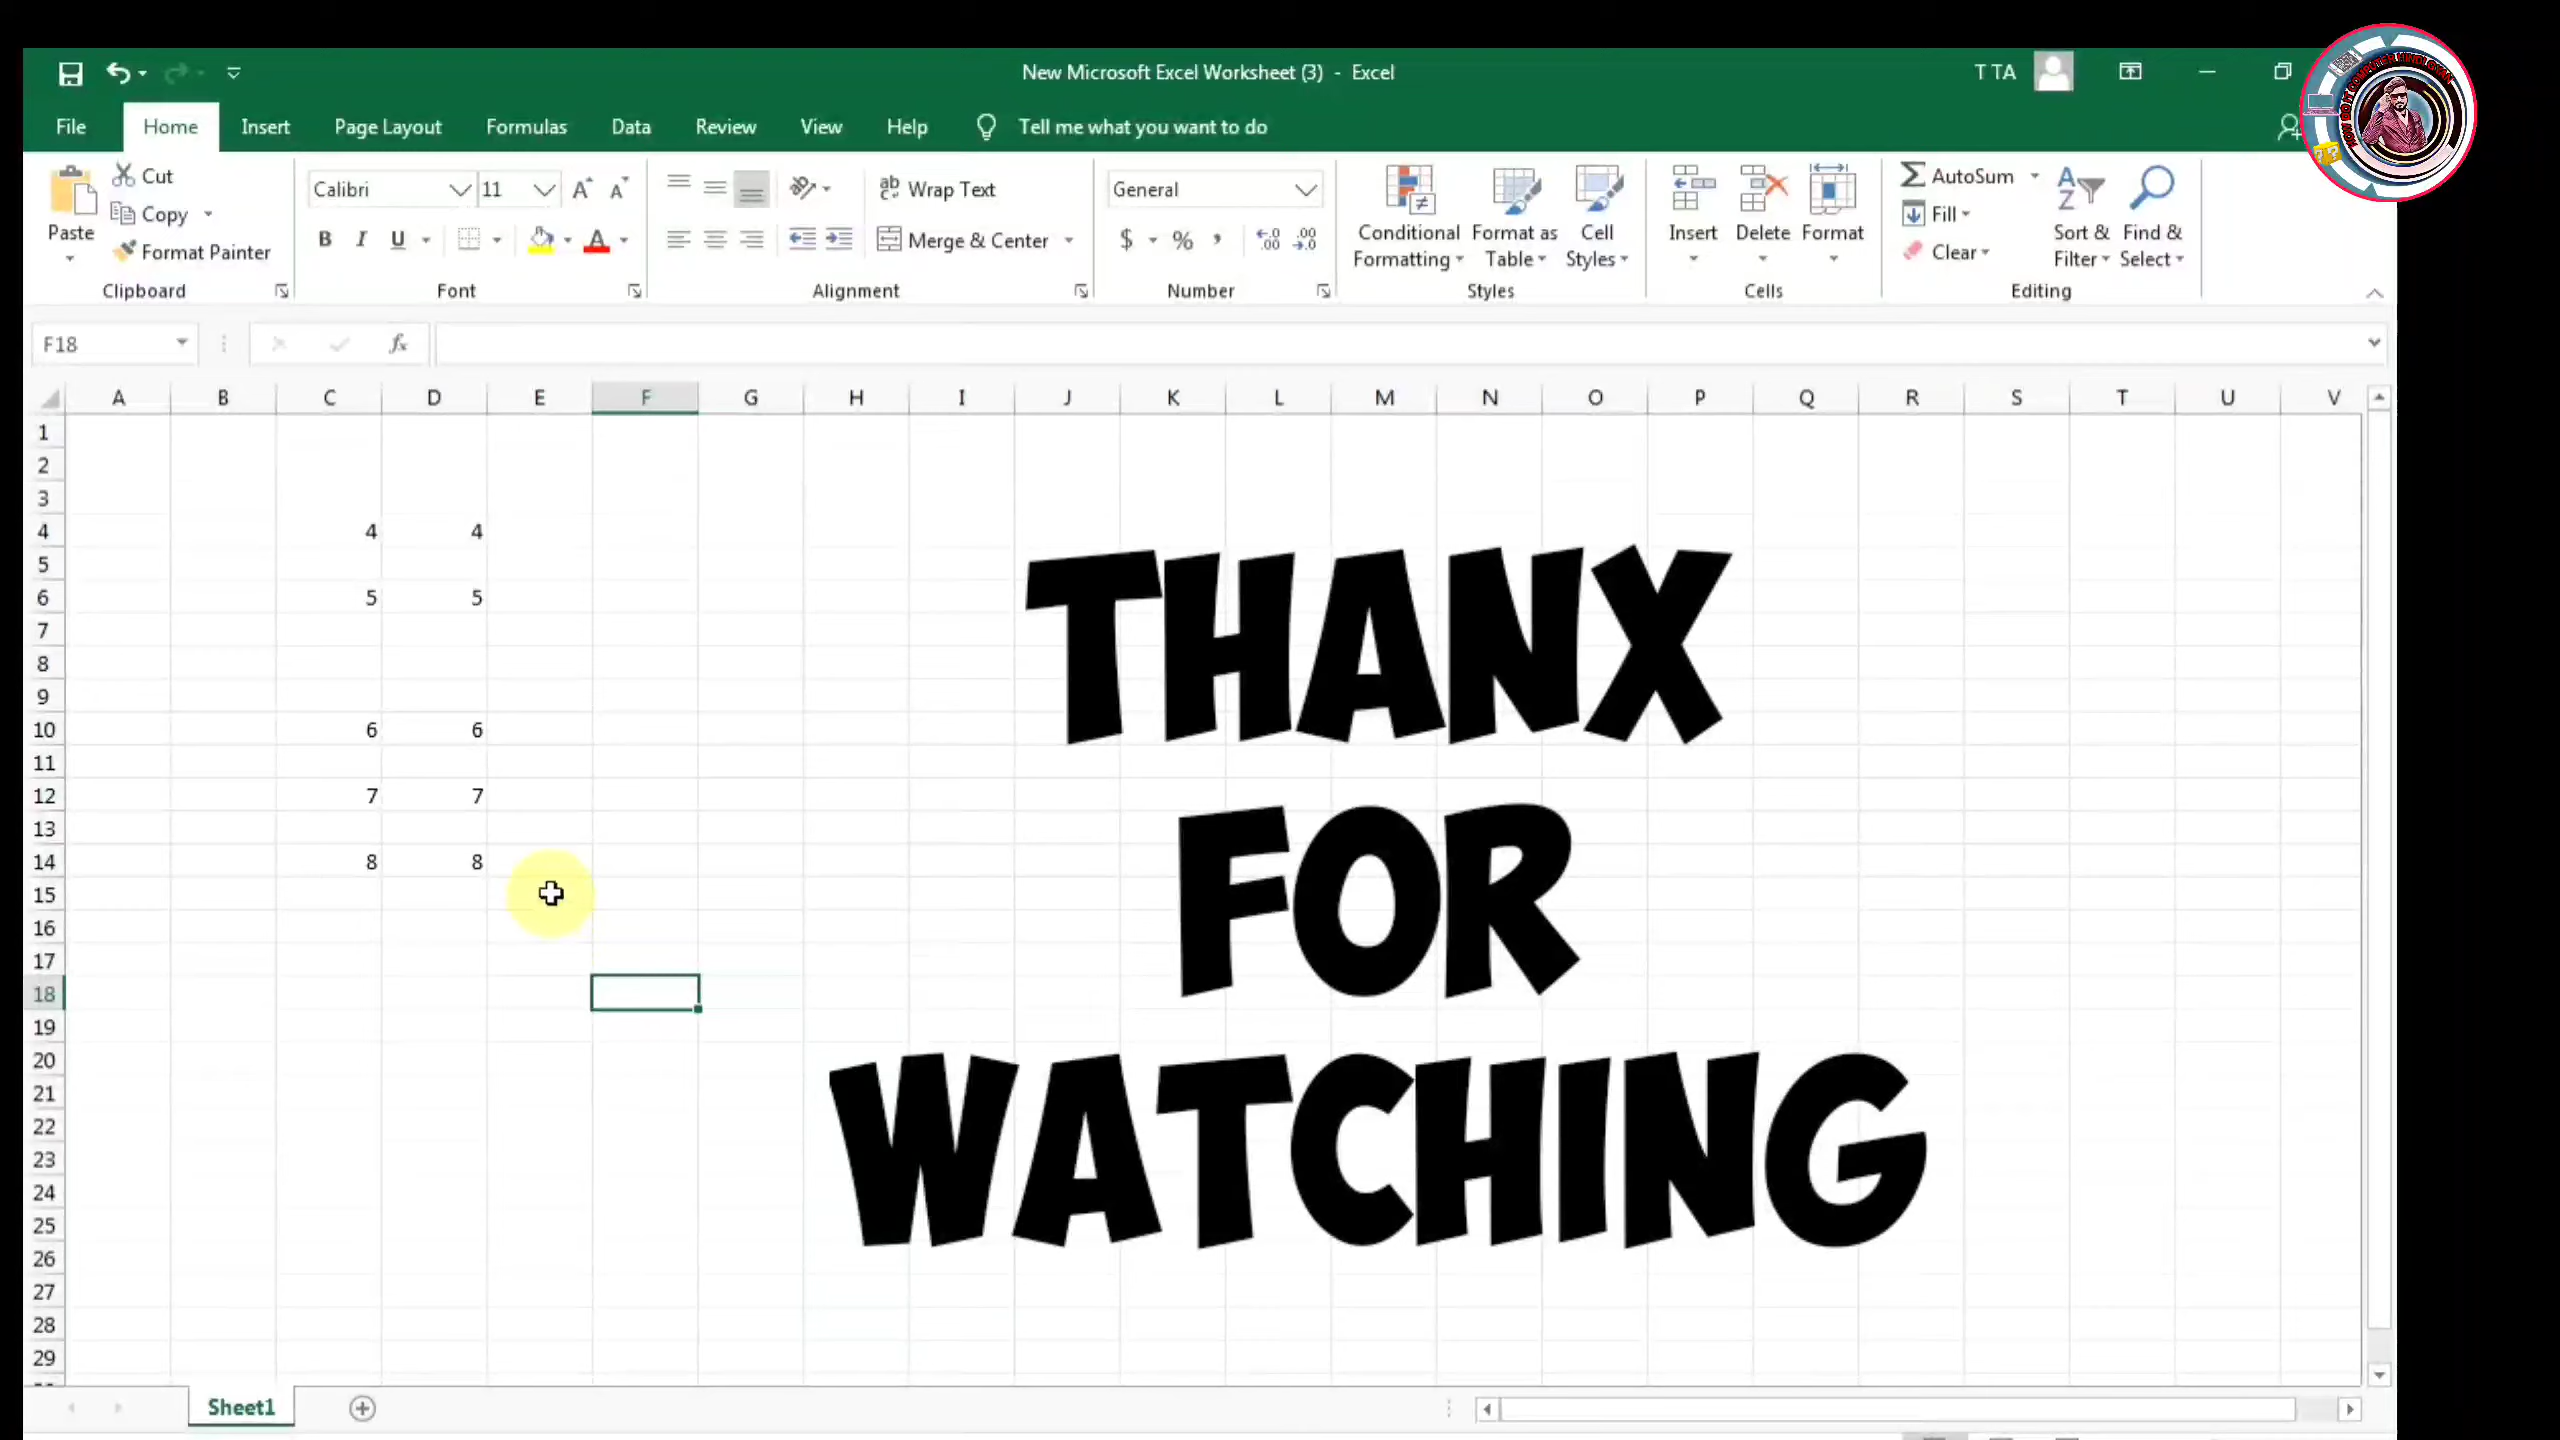 New Microsoft Excel Worksheet (3) - Excel
T TA
File Home Insert Page Layout Formulas Data Review View Help Tell me what you want to do
Paste
Cut
Copy
Format Painter
Clipboard
Calibri 11
B I U
Font
Wrap Text
Merge & Center
Alignment
General
$ % ,
Number
Conditional Formatting
Format as Table
Cell Styles
Styles
Insert
Delete
Format
Cells
AutoSum
Fill
Clear
Sort & Filter
Find & Select
Editing
F18
fx
A B C D E F G H I J K L M N O P Q R S T U V
1
2
3
4 4 4
5
6 5 5
7
8
9
10 6 6
11
12 7 7
13
14 8 8
15
16
17
18
19
20
21
22
23
24
25
26
27
28
29
THANX
FOR
WATCHING
Sheet1